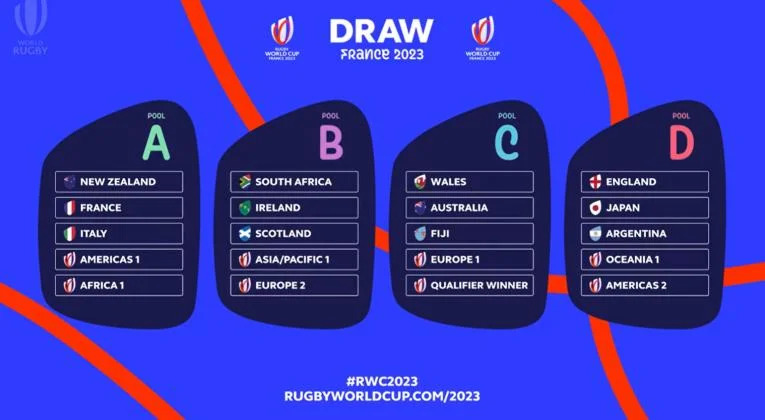 WORLD
RUGBY
DRAW
FRANCE 2023
RUGBY
WORLD CUP
FRANCE 2023
RUGBY
WORLD CUP
FRANCE 2023
POOL
A
NEW ZEALAND
FRANCE
ITALY
AMERICAS 1
AFRICA 1
POOL
B
SOUTH AFRICA
IRELAND
SCOTLAND
ASIA/PACIFIC 1
EUROPE 2
POOL
C
WALES
AUSTRALIA
FIJI
EUROPE 1
QUALIFIER WINNER
POOL
D
ENGLAND
JAPAN
ARGENTINA
OCEANIA 1
AMERICAS 2
#RWC2023
RUGBYWORLDCUP.COM/2023